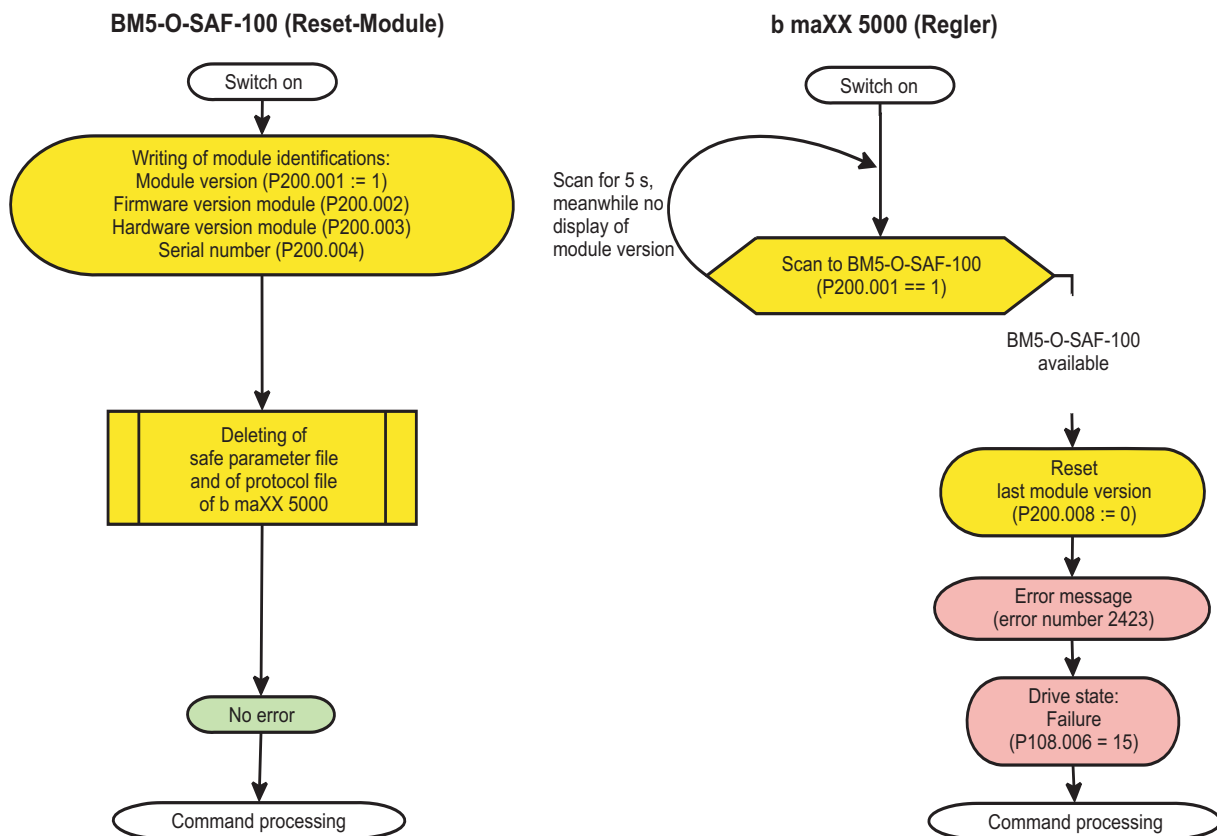 BM5-O-SAF-100 (Reset-Module)
Switch on
Writing of module identifications:
Module version (P200.001 := 1)
Firmware version module (P200.002)
Hardware version module (P200.003)
Serial number (P200.004)
Deleting of
safe parameter file
and of protocol file
of b maXX 5000
No error
Command processing
b maXX 5000 (Regler)
Switch on
Scan for 5 s,
meanwhile no
display of
module version
Scan to BM5-O-SAF-100
(P200.001 == 1)
BM5-O-SAF-100
available
Reset
last module version
(P200.008 := 0)
Error message
(error number 2423)
Drive state:
Failure
(P108.006 = 15)
Command processing